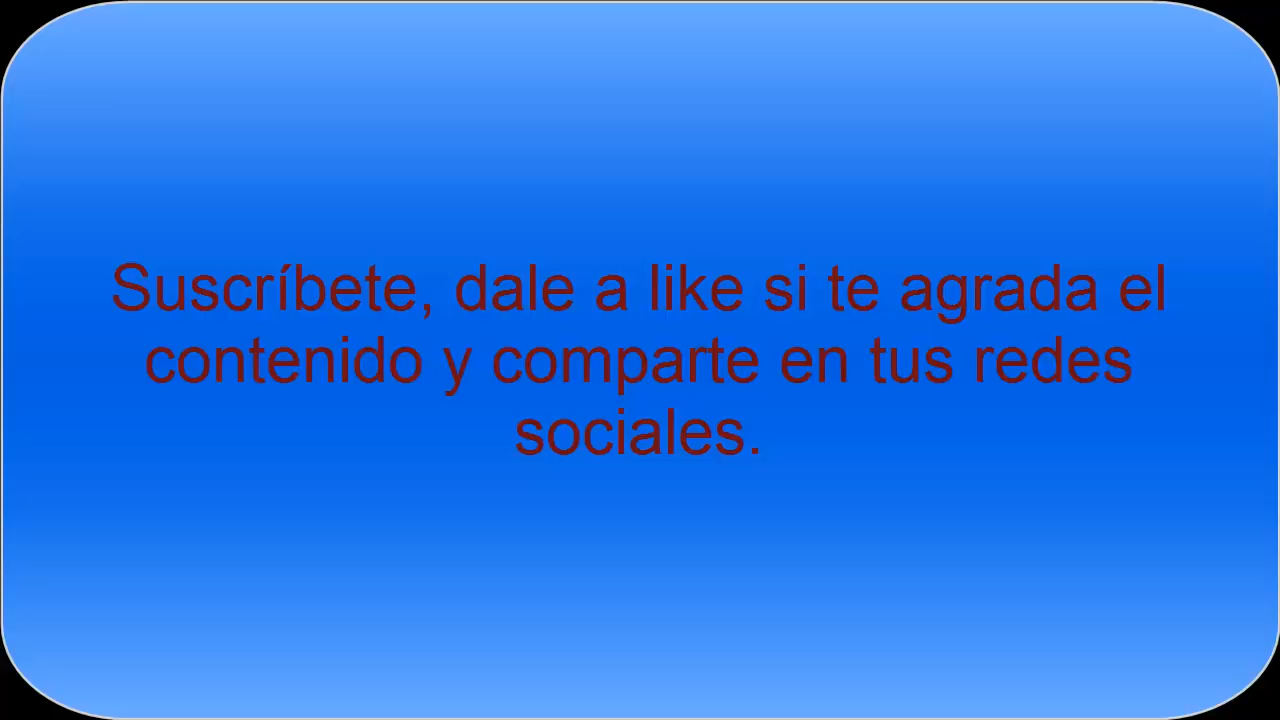 Suscríbete, dale a like si te agrada el
contenido y comparte en tus redes
sociales.